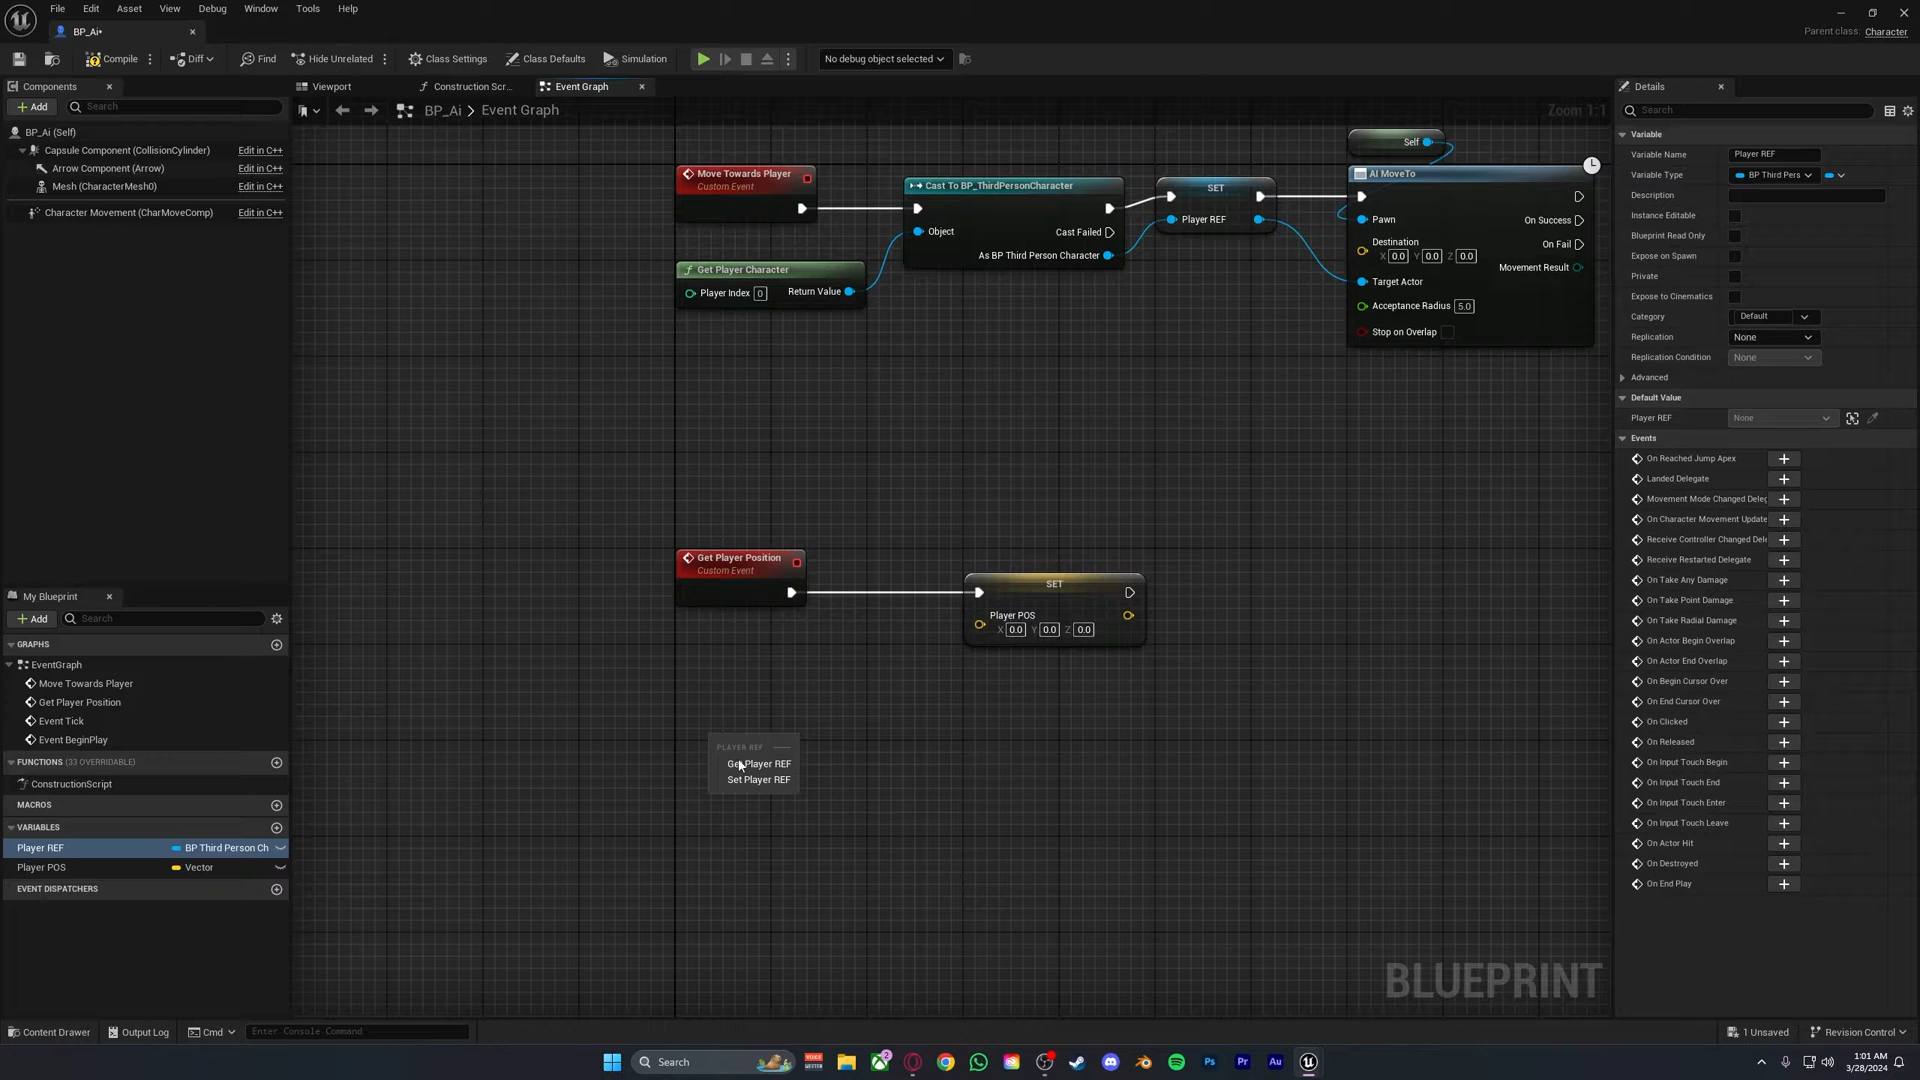 File Edit Asset View Debug Window Tools Help
BP_Ai•
Parent class: Character
Compile Diff Find Hide Unrelated Class Settings Class Defaults Simulation No debug object selected
Components
Add Search
BP_Ai (Self)
Capsule Component (CollisionCylinder) Edit in C++
Arrow Component (Arrow) Edit in C++
Mesh (CharacterMesh0) Edit in C++
Character Movement (CharMoveComp) Edit in C++
My Blueprint
Add Search
GRAPHS
EventGraph
Move Towards Player
Get Player Position
Event Tick
Event BeginPlay
FUNCTIONS (33 OVERRIDABLE)
ConstructionScript
MACROS
VARIABLES
Player REF BP Third Person Ch
Player POS Vector
EVENT DISPATCHERS
Viewport Construction Scr... Event Graph
BP_Ai > Event Graph
Zoom 1:1
Move Towards Player
Custom Event
Get Player Character
Player Index 0 Return Value
Cast To BP_ThirdPersonCharacter
Object Cast Failed
As BP Third Person Character
SET
Player REF
Self
AI MoveTo
Pawn On Success
Destination On Fail
X 0.0 Y 0.0 Z 0.0
Movement Result
Target Actor
Acceptance Radius 5.0
Stop on Overlap
Get Player Position
Custom Event
SET
Player POS
X 0.0 Y 0.0 Z 0.0
PLAYER REF
Get Player REF
Set Player REF
BLUEPRINT
Details
Search
Variable
Variable Name Player REF
Variable Type BP Third Pers
Description
Instance Editable
Blueprint Read Only
Expose on Spawn
Private
Expose to Cinematics
Category Default
Replication None
Replication Condition None
Advanced
Default Value
Player REF None
Events
On Reached Jump Apex
Landed Delegate
Movement Mode Changed Deleg
On Character Movement Update
Receive Controller Changed Dele
Receive Restarted Delegate
On Take Any Damage
On Take Point Damage
On Take Radial Damage
On Actor Begin Overlap
On Actor End Overlap
On Begin Cursor Over
On End Cursor Over
On Clicked
On Released
On Input Touch Begin
On Input Touch End
On Input Touch Enter
On Input Touch Leave
On Actor Hit
On Destroyed
On End Play
Content Drawer Output Log Cmd Enter Console Command 1 Unsaved Revision Control
Search 2 Ps Pr Au
1:01 AM
3/28/2024